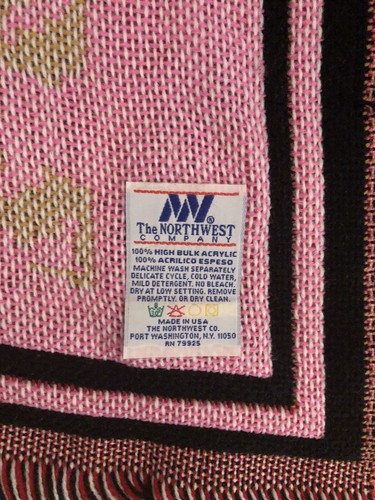 The NORTHWEST®
COMPANY
100% HIGH BULK ACRYLIC
100% ACRILICO ESPESO
MACHINE WASH SEPARATELY
DELICATE CYCLE, COLD WATER,
MILD DETERGENT. NO BLEACH.
DRY AT LOW SETTING. REMOVE
PROMPTLY. OR DRY CLEAN.
MADE IN USA
THE NORTHWEST CO.
PORT WASHINGTON, N.Y. 11050
RN 79925